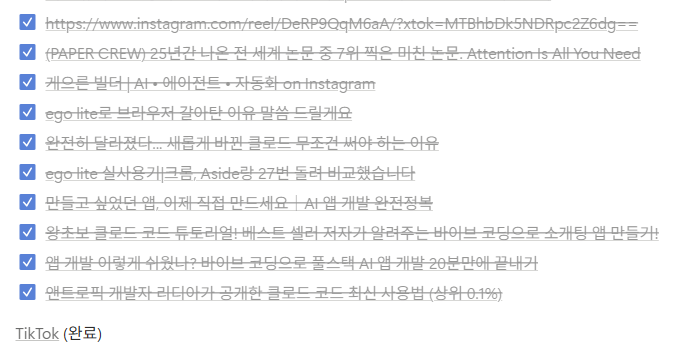 https://www.instagram.com/reel/DeRP9QqM6aA/?xtok=MTBhbDk5NDRpc2Z6dg==
(PAPER CREW) 25년간 나온 전 세계 논문 중 7위 찍은 미친 논문. Attention Is All You Need
게으른 빌더 | AI • 에이전트 • 자동화 on Instagram
ego lite로 브라우저 갈아탄 이유 말씀 드릴게요
완전히 달라졌다... 새롭게 바뀐 클로드 무조건 써야 하는 이유
ego lite 실사용기|크롬, Aside랑 27번 돌려 비교했습니다
만들고 싶었던 앱, 이제 직접 만드세요 | AI 앱 개발 완전정복
왕초보 클로드 코드 튜토리얼! 베스트 셀러 저자가 알려주는 바이브 코딩으로 소개팅 앱 만들기!
앱 개발 이렇게 쉬웠나? 바이브 코딩으로 풀스택 AI 앱 개발 20분만에 끝내기
앤트로픽 개발자 리디아가 공개한 클로드 코드 최신 사용법 (상위 0.1%)
TikTok (완료)